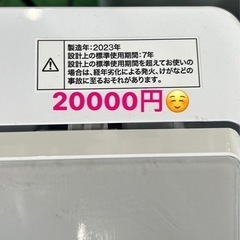 製造年:2023年
設計上の標準使用期間:7年
設計上の標準使用期間を超えてお使いの
場合は、経年劣化による発火、けがなどの
事故に至るおそれがあります。
20000円☺️